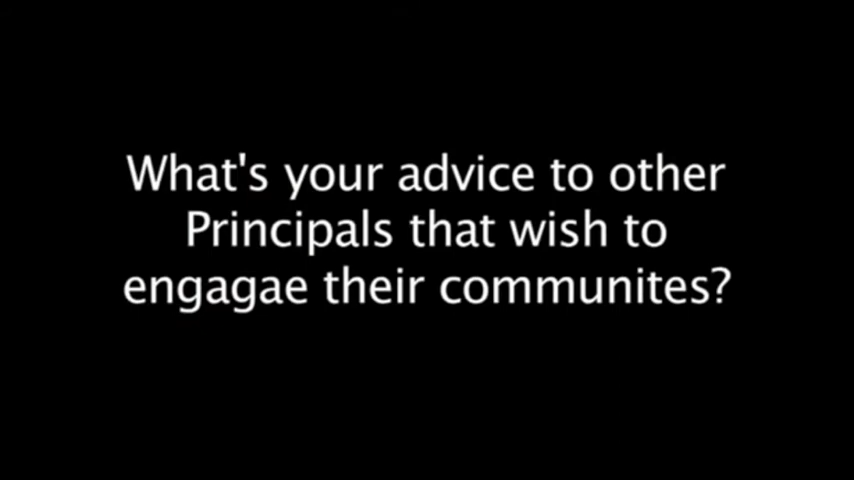 What's your advice to other
Principals that wish to
engagae their communites?